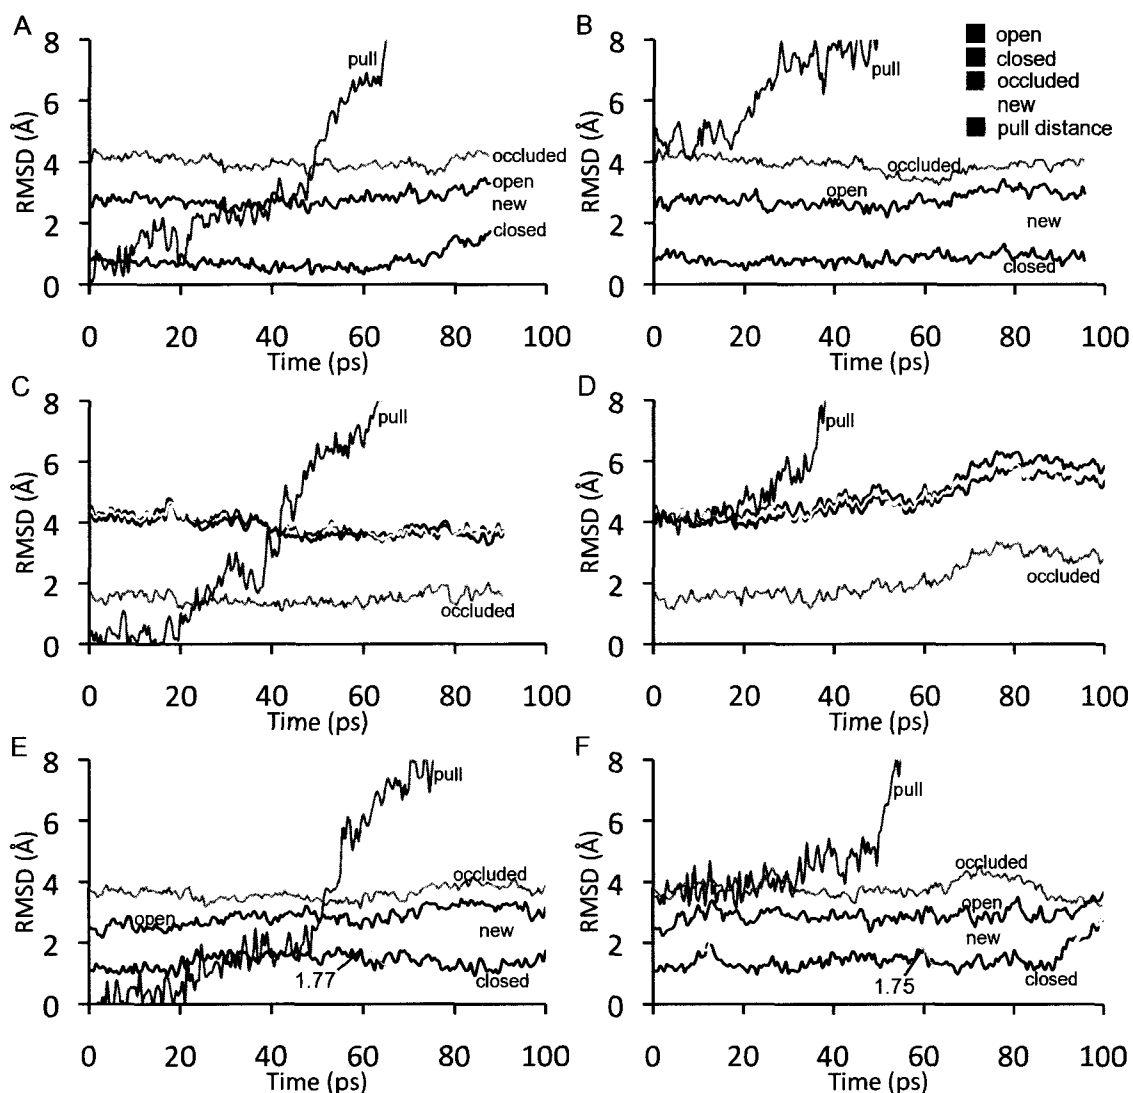 A
8
6
4
2
0
RMSD (Å)
pull
occluded
open
new
closed
0 20 40 60 80 100
Time (ps)
B
8
6
4
2
0
RMSD (Å)
pull
occluded
open
new
closed
open
closed
occluded
new
pull distance
0 20 40 60 80 100
Time (ps)
C
8
6
4
2
0
RMSD (Å)
pull
occluded
0 20 40 60 80 100
Time (ps)
D
8
6
4
2
0
RMSD (Å)
pull
occluded
0 20 40 60 80 100
Time (ps)
E
8
6
4
2
0
RMSD (Å)
pull
occluded
open
new
closed
1.77
0 20 40 60 80 100
Time (ps)
F
8
6
4
2
0
RMSD (Å)
pull
occluded
open
new
closed
1.75
0 20 40 60 80 100
Time (ps)